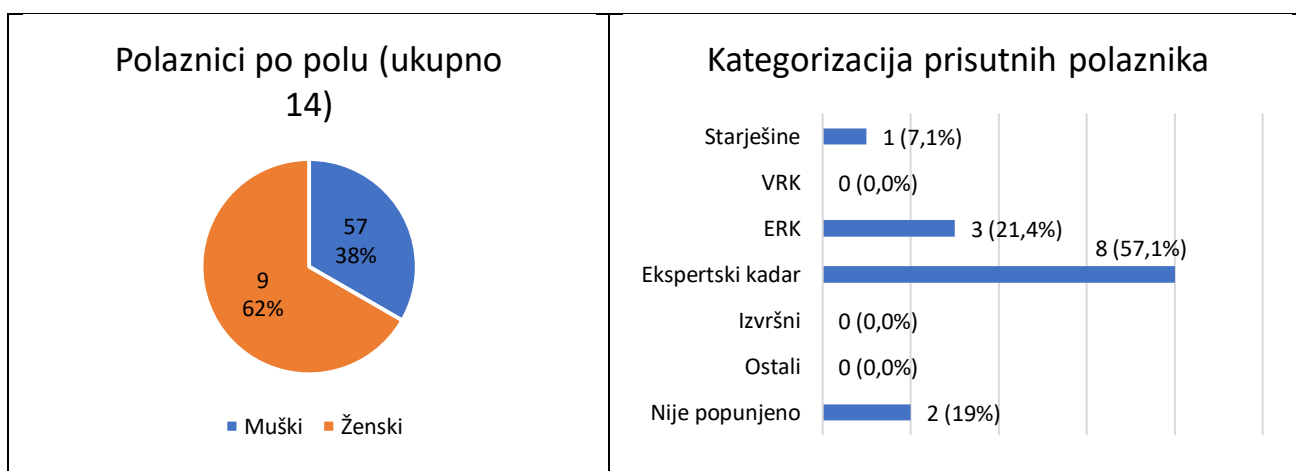 Polaznici po polu (ukupno
14)
57
38%
9
62%
Muški
Ženski
Kategorizacija prisutnih polaznika
Starješine
1 (7,1%)
VRK
0 (0,0%)
ERK
3 (21,4%)
8 (57,1%)
Ekspertski kadar
Izvršni
0 (0,0%)
Ostali
0 (0,0%)
Nije popunjeno
2 (19%)